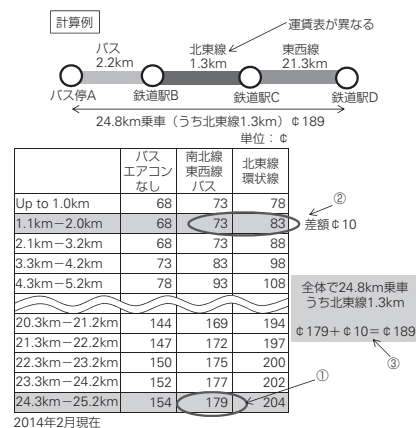 計算例
運賃表が異なる
バス
2.2km
北東線
1.3km
東西線
21.3km
バス停A 鉄道駅B 鉄道駅C 鉄道駅D
24.8km乗車（うち北東線1.3km）¢189
単位：¢
バス
エアコン
なし
南北線
東西線
バス
北東線
環状線
Up to 1.0km 68 73 78
1.1km－2.0km 68 73 83
②
差額¢10
2.1km－3.2km 68 73 88
3.3km－4.2km 73 83 98
4.3km－5.2km 78 93 108
20.3km－21.2km 144 169 194
21.3km－22.2km 147 172 197
22.3km－23.2km 150 175 200
23.3km－24.2km 152 177 202
24.3km－25.2km 154 179 204
①
全体で24.8km乗車
うち北東線1.3km
¢179＋¢10＝¢189
③
2014年2月現在